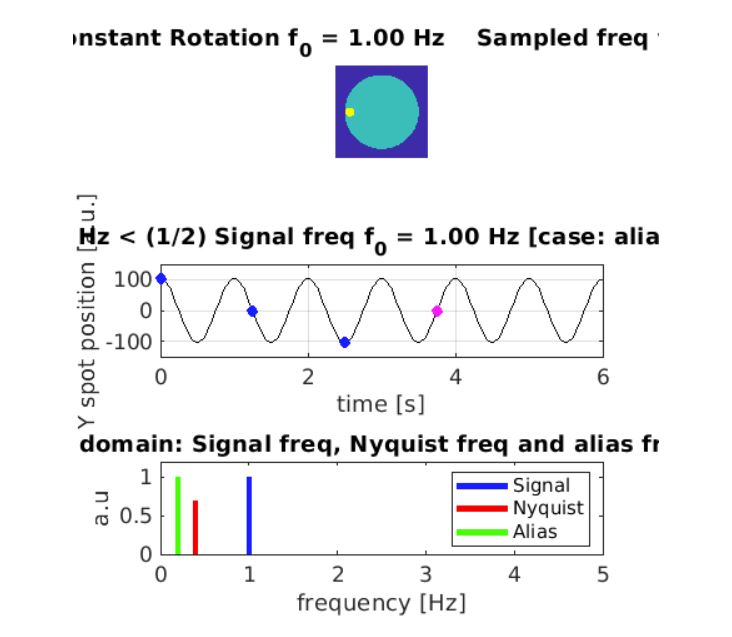 onstant Rotation f0 = 1.00 Hz Sampled freq
Hz < (1/2) Signal freq f0 = 1.00 Hz [case: alia
Y spot position [a.u.]
100
0
-100
0 2 4 6
time [s]
domain: Signal freq, Nyquist freq and alias fr
a.u
1
0.5
0
Signal
Nyquist
Alias
0 1 2 3 4 5
frequency [Hz]